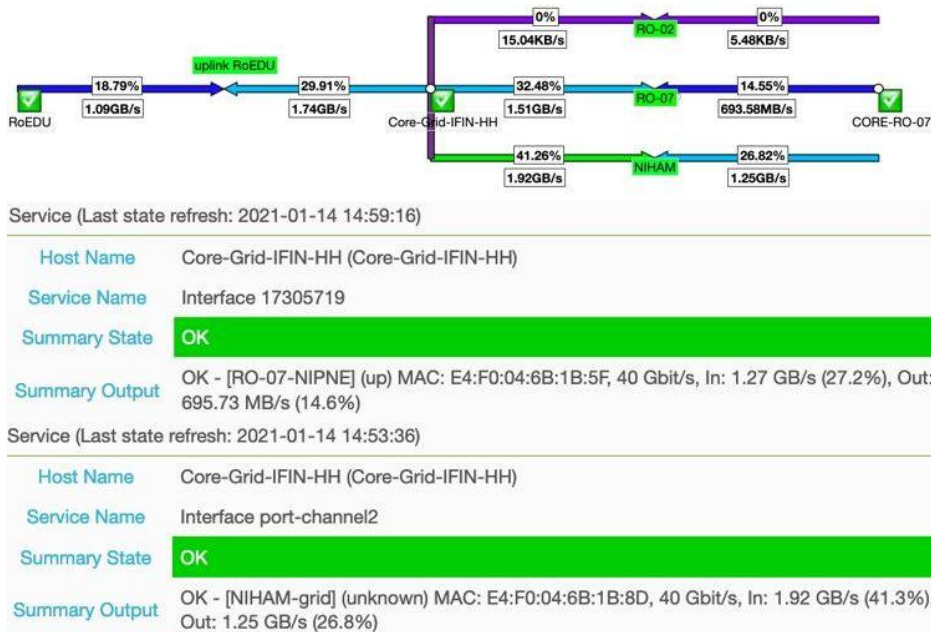 0% 0%
RO-02
15.04KB/s 5.48KB/s
uplink RoEDU
18.79% 29.91% 32.48% 14.55%
RO-07
1.09GB/s 1.74GB/s 1.51GB/s 693.58MB/s
RoEDU Core-Grid-IFIN-HH CORE-RO-07
41.26% 26.82%
NIHAM
1.92GB/s 1.25GB/s
Service (Last state refresh: 2021-01-14 14:59:16)
Host Name Core-Grid-IFIN-HH (Core-Grid-IFIN-HH)
Service Name Interface 17305719
Summary State OK
Summary Output OK - [RO-07-NIPNE] (up) MAC: E4:F0:04:6B:1B:5F, 40 Gbit/s, In: 1.27 GB/s (27.2%), Out:
695.73 MB/s (14.6%)
Service (Last state refresh: 2021-01-14 14:53:36)
Host Name Core-Grid-IFIN-HH (Core-Grid-IFIN-HH)
Service Name Interface port-channel2
Summary State OK
Summary Output OK - [NIHAM-grid] (unknown) MAC: E4:F0:04:6B:1B:8D, 40 Gbit/s, In: 1.92 GB/s (41.3%)
Out: 1.25 GB/s (26.8%)